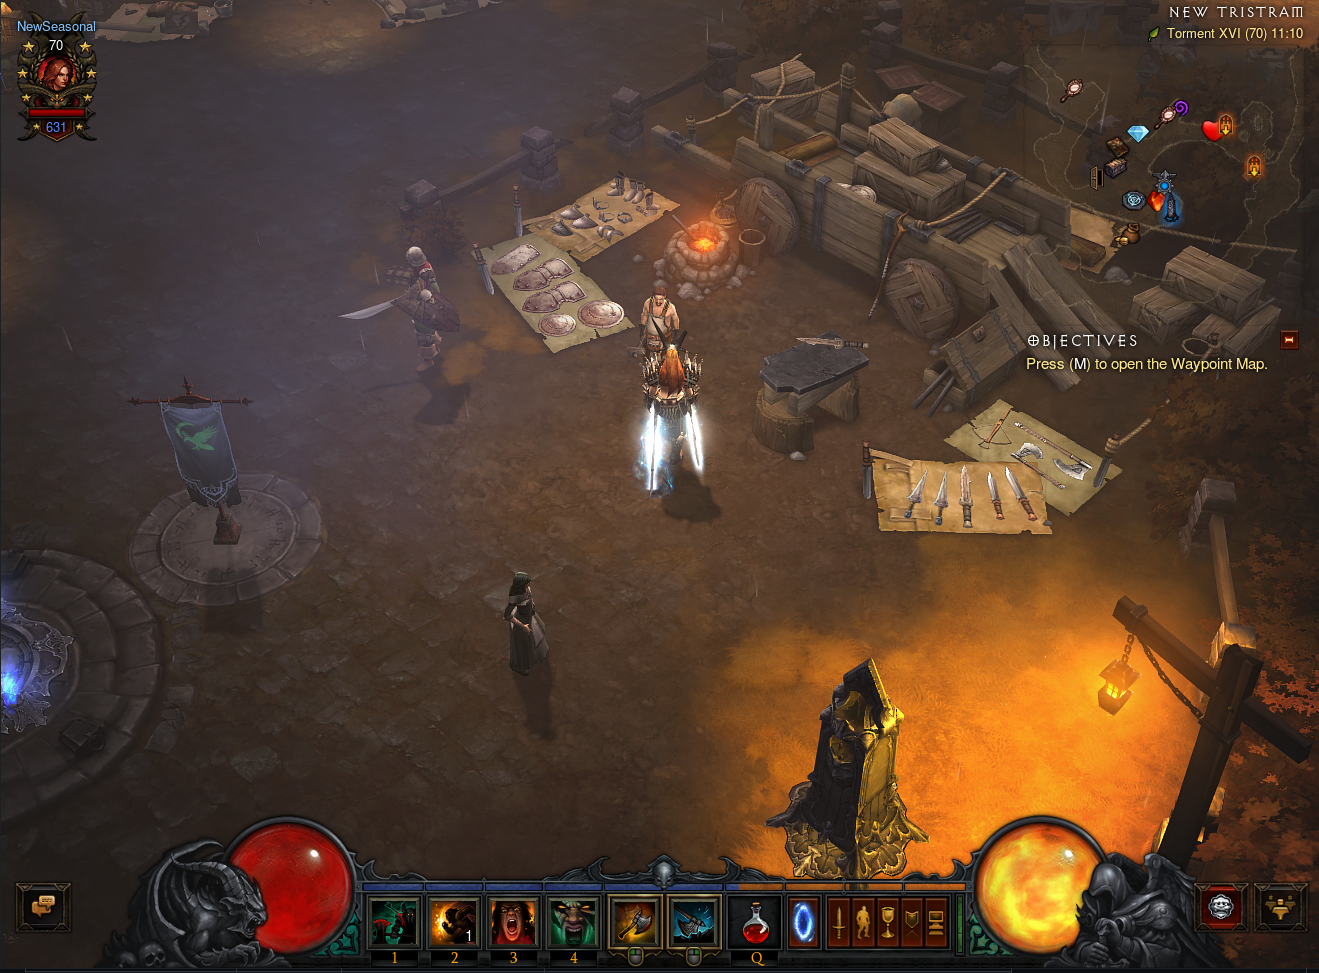 NewSeasonal
70
631
NEW TRISTRAM
Torment XVI (70) 11:10
OBJECTIVES
Press (M) to open the Waypoint Map.
1
1
2
3
4
Q